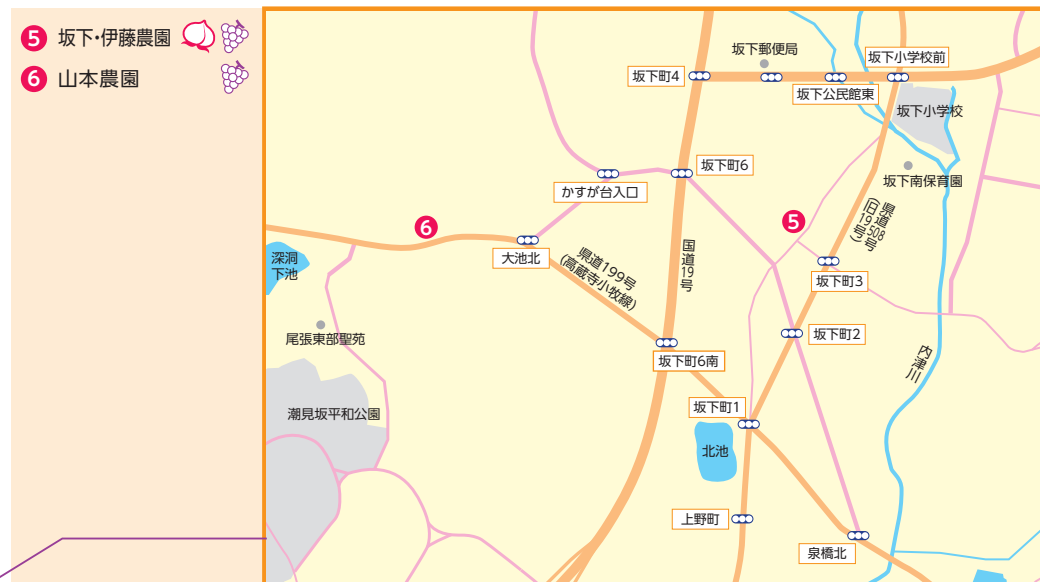 5 坂下・伊藤農園
6 山本農園
坂下郵便局
坂下小学校前
坂下町4
坂下公民館東
坂下小学校
坂下町6
坂下南保育園
かすが台入口
5
県道508号
(旧19号)
6
国道19号
大池北
県道199号
(高蔵寺小牧線)
深洞
下池
坂下町3
尾張東部聖苑
坂下町2
内津川
坂下町6南
潮見坂平和公園
坂下町1
北池
上野町
泉橋北